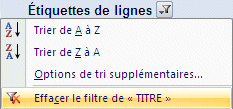 Étiquettes de lignes
Trier de A à Z
Trier de Z à A
Options de tri supplémentaires...
Effacer le filtre de « TITRE »